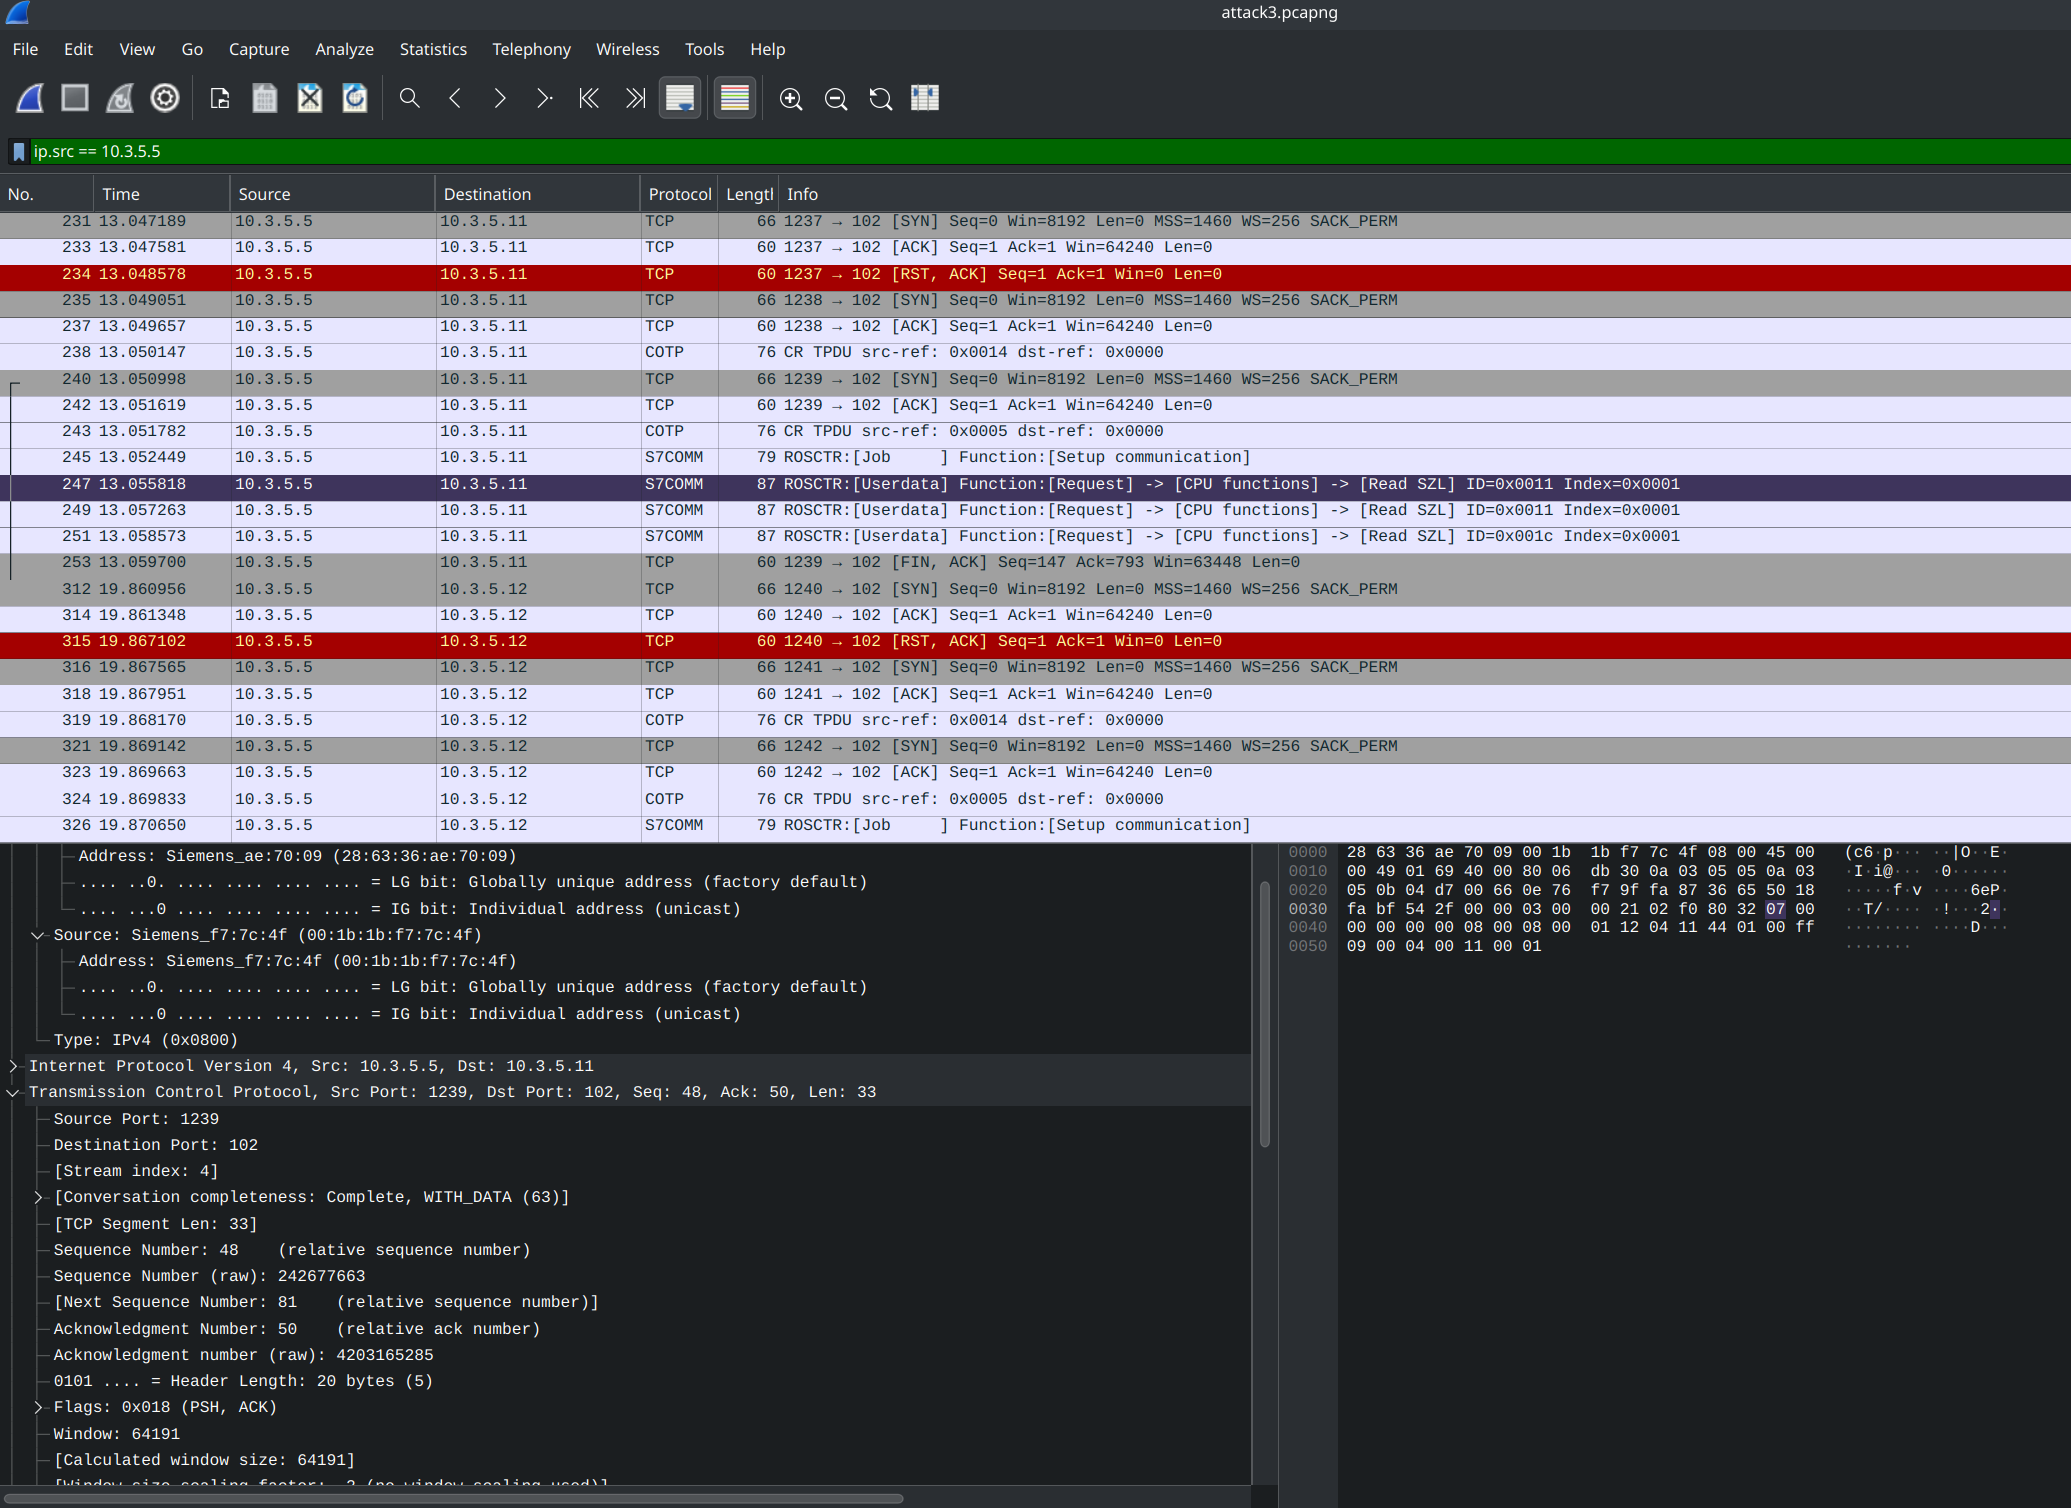 attack3.pcapng
File Edit View Go Capture Analyze Statistics Telephony Wireless Tools Help
ip.src == 10.3.5.5
No. Time Source Destination Protocol Length Info
231 13.047189 10.3.5.5 10.3.5.11 TCP 66 1237 → 102 [SYN] Seq=0 Win=8192 Len=0 MSS=1460 WS=256 SACK_PERM
233 13.047581 10.3.5.5 10.3.5.11 TCP 60 1237 → 102 [ACK] Seq=1 Ack=1 Win=64240 Len=0
234 13.048578 10.3.5.5 10.3.5.11 TCP 60 1237 → 102 [RST, ACK] Seq=1 Ack=1 Win=0 Len=0
235 13.049051 10.3.5.5 10.3.5.11 TCP 66 1238 → 102 [SYN] Seq=0 Win=8192 Len=0 MSS=1460 WS=256 SACK_PERM
237 13.049657 10.3.5.5 10.3.5.11 TCP 60 1238 → 102 [ACK] Seq=1 Ack=1 Win=64240 Len=0
238 13.050147 10.3.5.5 10.3.5.11 COTP 76 CR TPDU src-ref: 0x0014 dst-ref: 0x0000
240 13.050998 10.3.5.5 10.3.5.11 TCP 66 1239 → 102 [SYN] Seq=0 Win=8192 Len=0 MSS=1460 WS=256 SACK_PERM
242 13.051619 10.3.5.5 10.3.5.11 TCP 60 1239 → 102 [ACK] Seq=1 Ack=1 Win=64240 Len=0
243 13.051782 10.3.5.5 10.3.5.11 COTP 76 CR TPDU src-ref: 0x0005 dst-ref: 0x0000
245 13.052449 10.3.5.5 10.3.5.11 S7COMM 79 ROSCTR:[Job     ] Function:[Setup communication]
247 13.055818 10.3.5.5 10.3.5.11 S7COMM 87 ROSCTR:[Userdata] Function:[Request] -> [CPU functions] -> [Read SZL] ID=0x0011 Index=0x0001
249 13.057263 10.3.5.5 10.3.5.11 S7COMM 87 ROSCTR:[Userdata] Function:[Request] -> [CPU functions] -> [Read SZL] ID=0x0011 Index=0x0001
251 13.058573 10.3.5.5 10.3.5.11 S7COMM 87 ROSCTR:[Userdata] Function:[Request] -> [CPU functions] -> [Read SZL] ID=0x001c Index=0x0001
253 13.059700 10.3.5.5 10.3.5.11 TCP 60 1239 → 102 [FIN, ACK] Seq=147 Ack=793 Win=63448 Len=0
312 19.860956 10.3.5.5 10.3.5.12 TCP 66 1240 → 102 [SYN] Seq=0 Win=8192 Len=0 MSS=1460 WS=256 SACK_PERM
314 19.861348 10.3.5.5 10.3.5.12 TCP 60 1240 → 102 [ACK] Seq=1 Ack=1 Win=64240 Len=0
315 19.867102 10.3.5.5 10.3.5.12 TCP 60 1240 → 102 [RST, ACK] Seq=1 Ack=1 Win=0 Len=0
316 19.867565 10.3.5.5 10.3.5.12 TCP 66 1241 → 102 [SYN] Seq=0 Win=8192 Len=0 MSS=1460 WS=256 SACK_PERM
318 19.867951 10.3.5.5 10.3.5.12 TCP 60 1241 → 102 [ACK] Seq=1 Ack=1 Win=64240 Len=0
319 19.868170 10.3.5.5 10.3.5.12 COTP 76 CR TPDU src-ref: 0x0014 dst-ref: 0x0000
321 19.869142 10.3.5.5 10.3.5.12 TCP 66 1242 → 102 [SYN] Seq=0 Win=8192 Len=0 MSS=1460 WS=256 SACK_PERM
323 19.869663 10.3.5.5 10.3.5.12 TCP 60 1242 → 102 [ACK] Seq=1 Ack=1 Win=64240 Len=0
324 19.869833 10.3.5.5 10.3.5.12 COTP 76 CR TPDU src-ref: 0x0005 dst-ref: 0x0000
326 19.870650 10.3.5.5 10.3.5.12 S7COMM 79 ROSCTR:[Job     ] Function:[Setup communication]
Address: Siemens_ae:70:09 (28:63:36:ae:70:09)
.... ..0. .... .... .... .... = LG bit: Globally unique address (factory default)
.... ...0 .... .... .... .... = IG bit: Individual address (unicast)
Source: Siemens_f7:7c:4f (00:1b:1b:f7:7c:4f)
Address: Siemens_f7:7c:4f (00:1b:1b:f7:7c:4f)
.... ..0. .... .... .... .... = LG bit: Globally unique address (factory default)
.... ...0 .... .... .... .... = IG bit: Individual address (unicast)
Type: IPv4 (0x0800)
Internet Protocol Version 4, Src: 10.3.5.5, Dst: 10.3.5.11
Transmission Control Protocol, Src Port: 1239, Dst Port: 102, Seq: 48, Ack: 50, Len: 33
Source Port: 1239
Destination Port: 102
[Stream index: 4]
[Conversation completeness: Complete, WITH_DATA (63)]
[TCP Segment Len: 33]
Sequence Number: 48    (relative sequence number)
Sequence Number (raw): 242677663
[Next Sequence Number: 81    (relative sequence number)]
Acknowledgment Number: 50    (relative ack number)
Acknowledgment number (raw): 4203165285
0101 .... = Header Length: 20 bytes (5)
Flags: 0x018 (PSH, ACK)
Window: 64191
[Calculated window size: 64191]
[Window size scaling factor: -2 (no window scaling used)]
0000 28 63 36 ae 70 09 00 1b 1b f7 7c 4f 08 00 45 00 (c6·p··· ··|O··E·
0010 00 49 01 69 40 00 80 06 db 30 0a 03 05 05 0a 03 ·I·i@··· ·0······
0020 05 0b 04 d7 00 66 0e 76 f7 9f fa 87 36 65 50 18 ·····f·v ····6eP·
0030 fa bf 54 2f 00 00 03 00 00 21 02 f0 80 32 07 00 ··T/···· ·!···2··
0040 00 00 00 00 08 00 08 00 01 12 04 11 44 01 00 ff ········ ····D···
0050 09 00 04 00 11 00 01 ·······